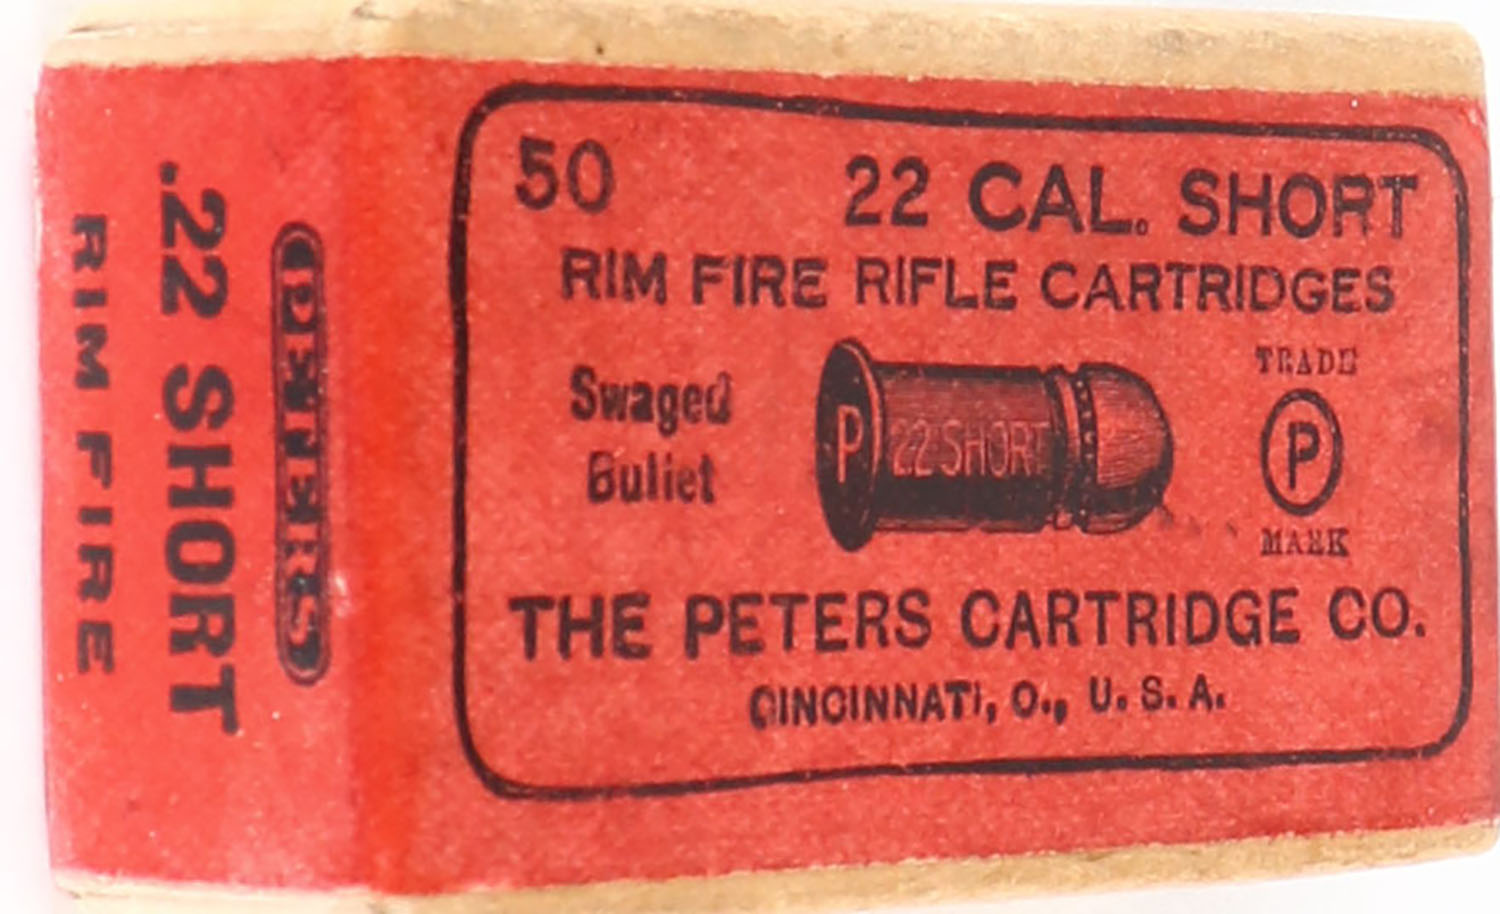 50 22 CAL. SHORT
RIM FIRE RIFLE CARTRIDGES
Swaged
Bullet
P
22 SHORT
TRADE
P
MARK
THE PETERS CARTRIDGE CO.
CINCINNATI, O., U. S. A.
PETERS
.22 SHORT
RIM FIRE